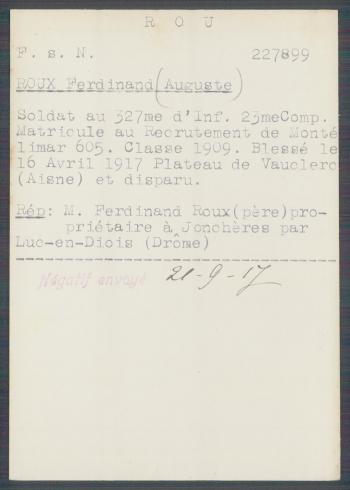 R O U
F. s. N. 227899
ROUX Ferdinand (Auguste)
Soldat au 327me d'Inf. 23meComp.
Matricule au Recrutement de Monté
limar 605. Classe 1909. Blessé le
16 Avril 1917 Plateau de Vauclerc
(Aisne) et disparu.
Rép: M. Ferdinand Roux(père)pro-
priétaire à Jonchères par
Luc-en-Diois (Drôme)
Négatif envoyé 21-9-17